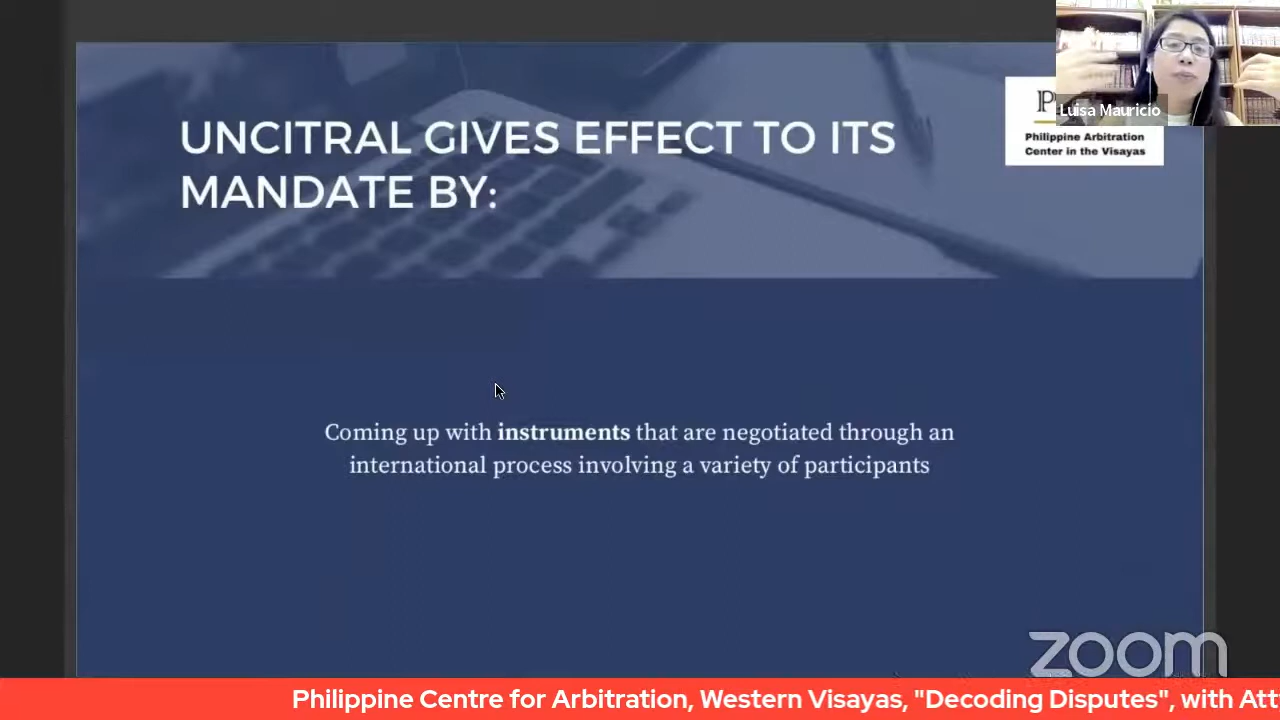 UNCITRAL GIVES EFFECT TO ITS
MANDATE BY:
Luisa Mauricio
Philippine Arbitration
Center in the Visayas
Coming up with instruments that are negotiated through an
international process involving a variety of participants
zoom
Philippine Centre for Arbitration, Western Visayas, "Decoding Disputes", with Att